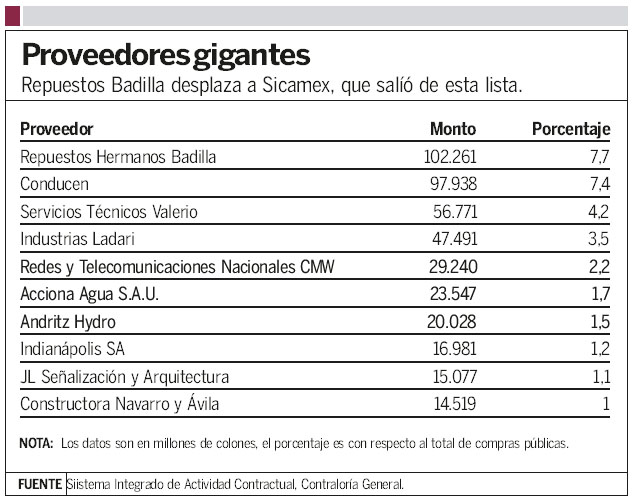 Proveedores gigantes
Repuestos Badilla desplaza a Sicamex, que salió de esta lista.
Proveedor Monto Porcentaje
Repuestos Hermanos Badilla 102.261 7,7
Conducen 97.938 7,4
Servicios Técnicos Valerio 56.771 4,2
Industrias Ladari 47.491 3,5
Redes y Telecomunicaciones Nacionales CMW 29.240 2,2
Acciona Agua S.A.U. 23.547 1,7
Andritz Hydro 20.028 1,5
Indianápolis SA 16.981 1,2
JL Señalización y Arquitectura 15.077 1,1
Constructora Navarro y Ávila 14.519 1
NOTA: Los datos son en millones de colones, el porcentaje es con respecto al total de compras públicas.
FUENTE Siistema Integrado de Actividad Contractual, Contraloría General.